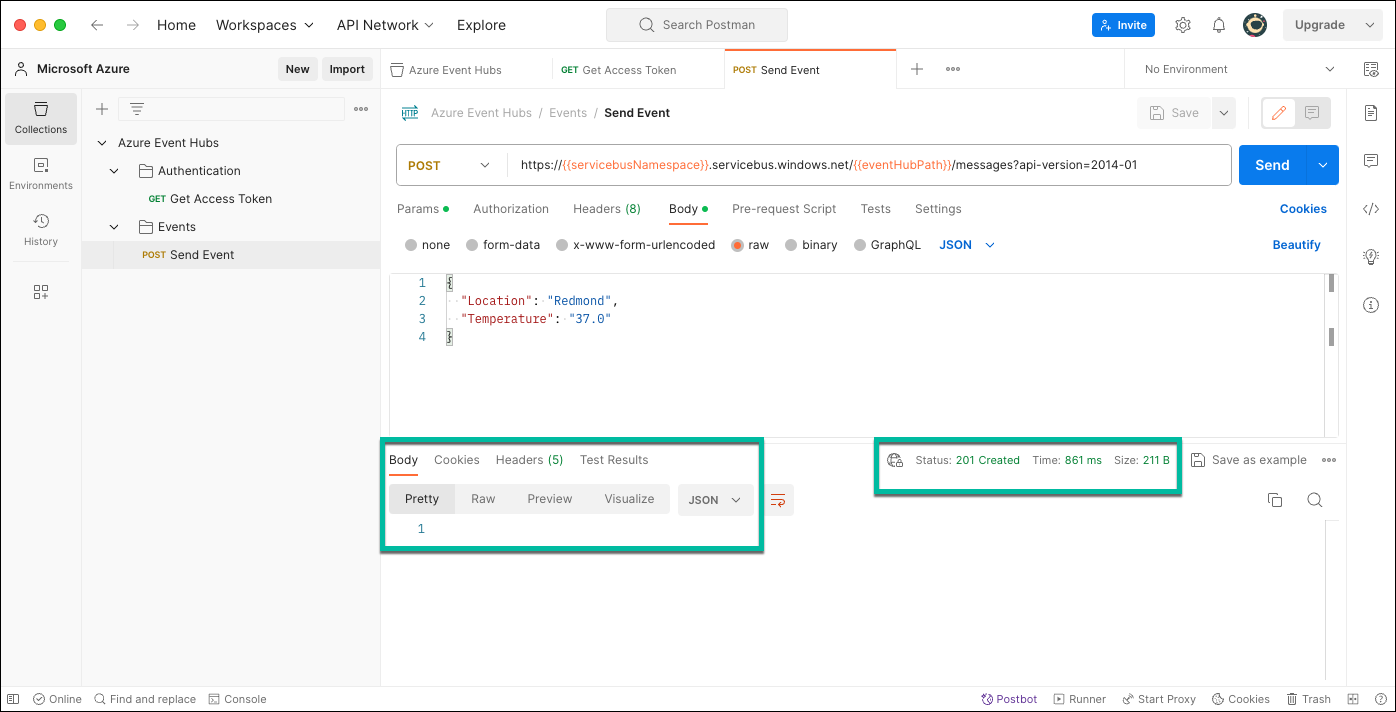 Home Workspaces API Network Explore Search Postman Invite Upgrade
Microsoft Azure New Import Azure Event Hubs GET Get Access Token POST Send Event No Environment
Collections
Environments
History
Azure Event Hubs
Authentication
GET Get Access Token
Events
POST Send Event
HTTP Azure Event Hubs / Events / Send Event Save
POST https://{{servicebusNamespace}}.servicebus.windows.net/{{eventHubPath}}/messages?api-version=2014-01 Send
Params Authorization Headers (8) Body Pre-request Script Tests Settings Cookies
none form-data x-www-form-urlencoded raw binary GraphQL JSON Beautify
1 {
2 "Location": "Redmond",
3 "Temperature": "37.0"
4 }
Body Cookies Headers (5) Test Results Status: 201 Created Time: 861 ms Size: 211 B Save as example
Pretty Raw Preview Visualize JSON
1
Online Find and replace Console Postbot Runner Start Proxy Cookies Trash